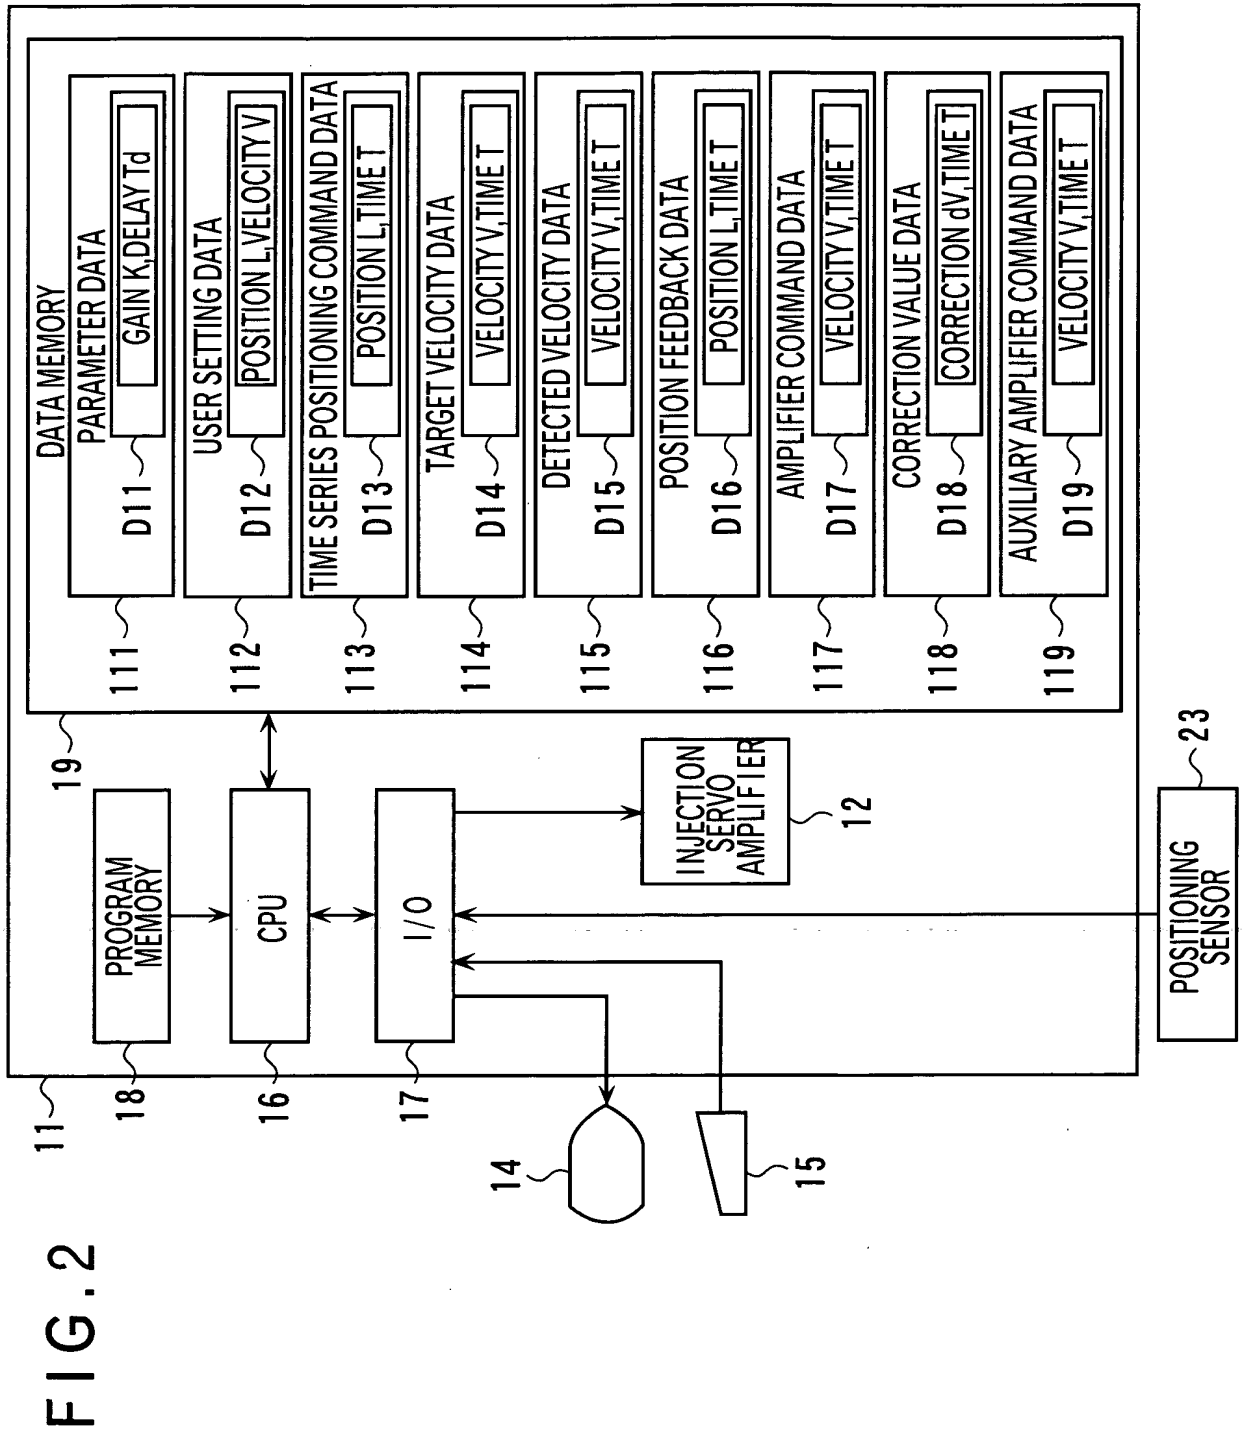 FIG.2
11
DATA MEMORY
19
PARAMETER DATA
GAIN K,DELAY Td
D11
111
USER SETTING DATA
POSITION L,VELOCITY V
D12
112
TIME SERIES POSITIONING COMMAND DATA
POSITION L,TIME T
D13
113
TARGET VELOCITY DATA
VELOCITY V,TIME T
D14
114
DETECTED VELOCITY DATA
VELOCITY V,TIME T
D15
115
POSITION FEEDBACK DATA
POSITION L,TIME T
D16
116
AMPLIFIER COMMAND DATA
VELOCITY V,TIME T
D17
117
CORRECTION VALUE DATA
CORRECTION dV,TIME T
D18
118
AUXILIARY AMPLIFIER COMMAND DATA
VELOCITY V,TIME T
D19
119
PROGRAM
MEMORY
18
CPU
16
I/O
17
INJECTION
SERVO
AMPLIFIER
12
14
15
POSITIONING
SENSOR
23